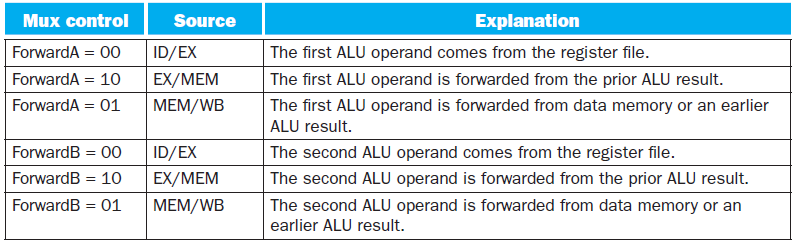 Mux control Source Explanation
ForwardA = 00 ID/EX The first ALU operand comes from the register file.
ForwardA = 10 EX/MEM The first ALU operand is forwarded from the prior ALU result.
ForwardA = 01 MEM/WB The first ALU operand is forwarded from data memory or an earlier
ALU result.
ForwardB = 00 ID/EX The second ALU operand comes from the register file.
ForwardB = 10 EX/MEM The second ALU operand is forwarded from the prior ALU result.
ForwardB = 01 MEM/WB The second ALU operand is forwarded from data memory or an
earlier ALU result.